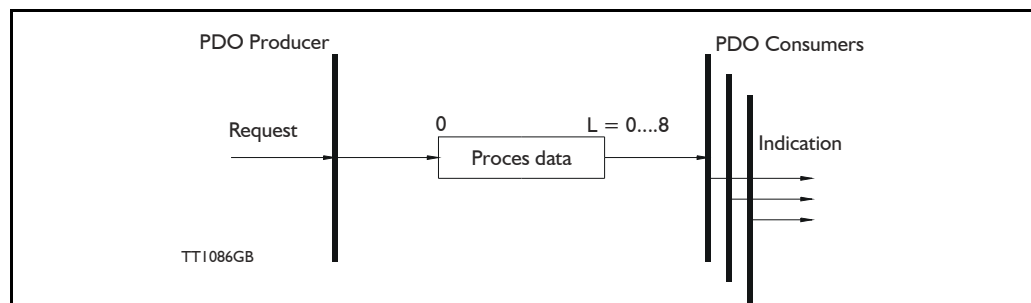 PDO Producer
PDO Consumers
Request
0
L = 0....8
Proces data
Indication
TT1086GB